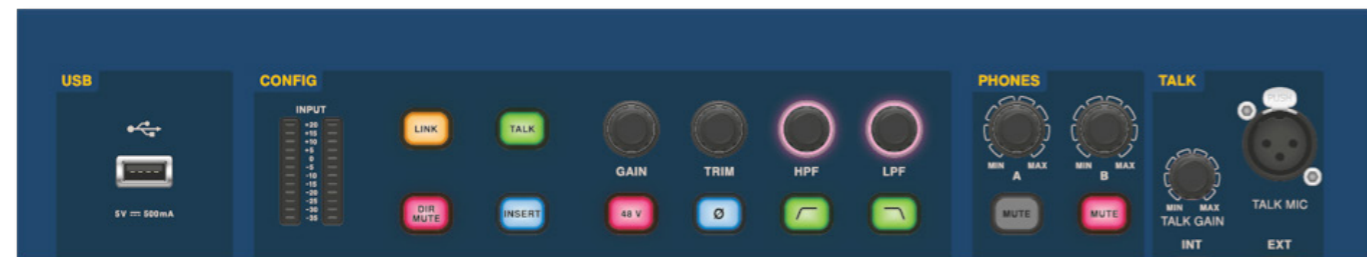 USB
5V ⎓ 500mA
CONFIG
INPUT
+20
+15
+10
+5
0
-5
-10
-15
-20
-25
-30
-35
LINK
TALK
GAIN
TRIM
HPF
LPF
DIR
MUTE
INSERT
48 V
Ø
PHONES
MIN MAX
A
MIN MAX
B
MUTE
MUTE
TALK
PUSH
MIN MAX
TALK GAIN
TALK MIC
INT
EXT